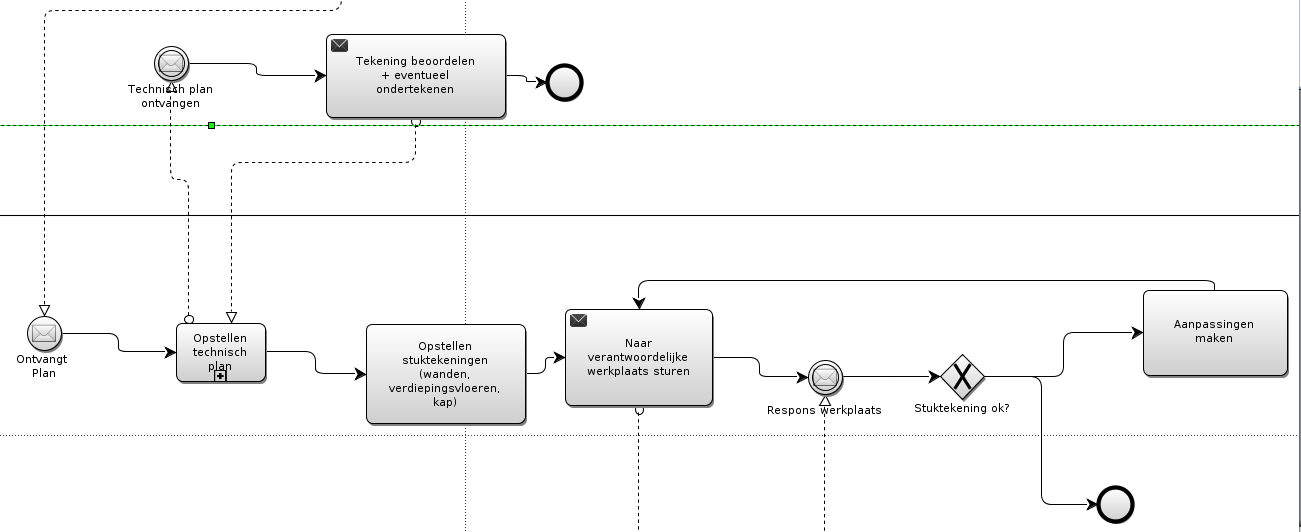 Tekening beoordelen
+ eventueel
ondertekenen
Technisch plan
ontvangen
Ontvangt
Plan
Opstellen
technisch
plan
Opstellen
stuktekeningen
(wanden,
verdiepingsvloeren,
kap)
Naar
verantwoordelijke
werkplaats sturen
Respons werkplaats
Stuktekening ok?
Aanpassingen
maken